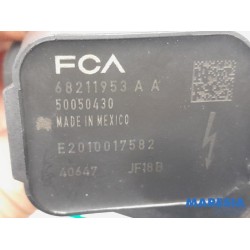 FCA
68211953 A A
50050430
MADE IN MEXICO
E2010017582
40647 JF18B